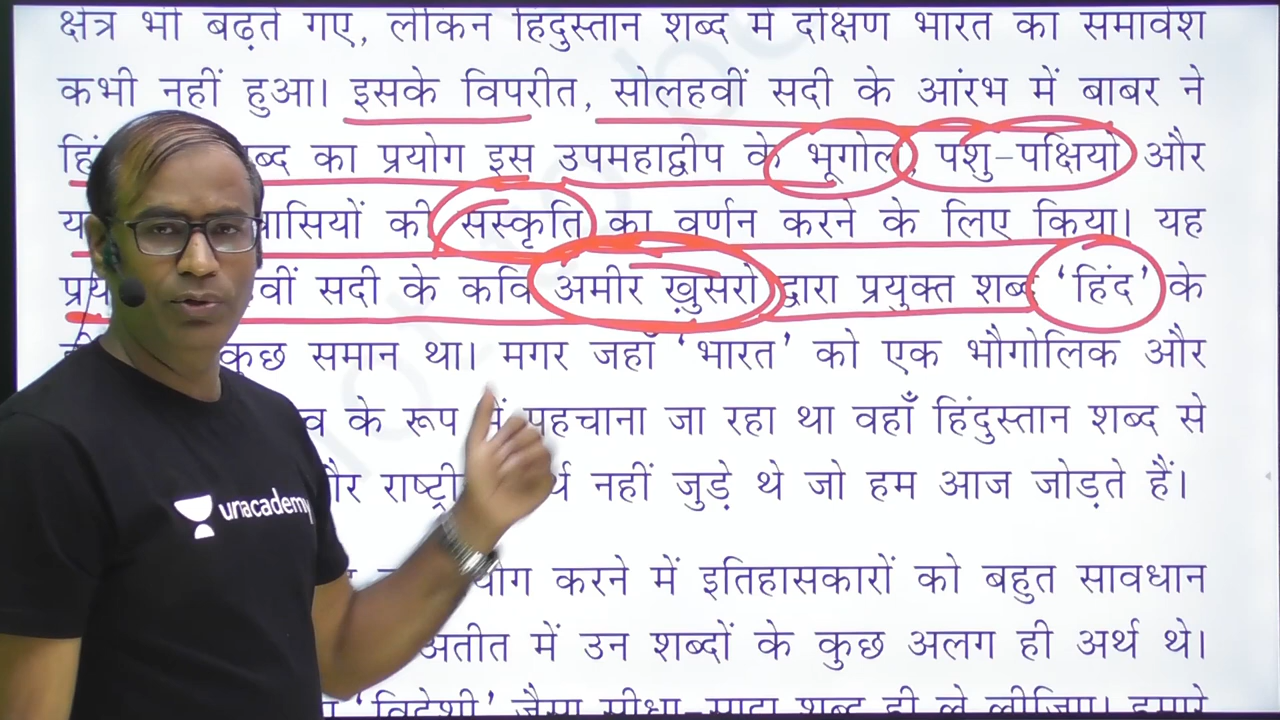 क्षेत्र भी बढ़ते गए, लेकिन हिंदुस्तान शब्द में दक्षिण भारत का समावेश
कभी नहीं हुआ। इसके विपरीत, सोलहवीं सदी के आंरभ में बाबर ने
का प्रयोग इस उपमहाद्वीप के भूगोल, पशु-पक्षियों और
की संस्कृति का वर्णन करने के लिए किया। यह
सदी के कवि अमीर ख़ुसरो द्वारा प्रयुक्त शब्द 'हिंद' के
कुछ समान था। मगर जहाँ 'भारत' को एक भौगोलिक और
के रूप में पहचाना जा रहा था वहाँ हिंदुस्तान शब्द से
नहीं जुड़े थे जो हम आज जोड़ते हैं।
करने में इतिहासकारों को बहुत सावधान
अतीत में उन शब्दों के कुछ अलग ही अर्थ थे।
'विदेशी' जैसा सीधा-सादा शब्द ही ले लीजिए। हमारे
unacademy